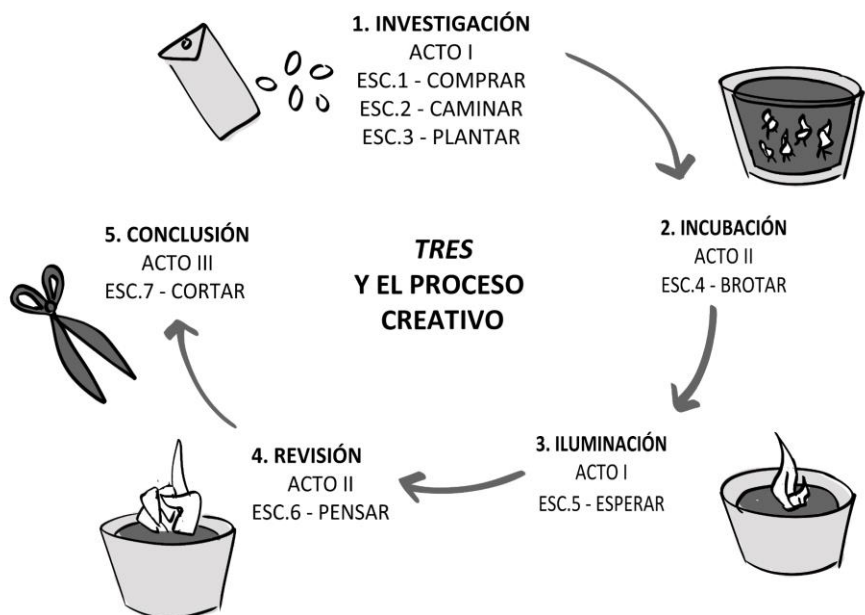 1. INVESTIGACIÓN
ACTO I
ESC.1 - COMPRAR
ESC.2 - CAMINAR
ESC.3 - PLANTAR
2. INCUBACIÓN
ACTO II
ESC.4 - BROTAR
3. ILUMINACIÓN
ACTO I
ESC.5 - ESPERAR
4. REVISIÓN
ACTO II
ESC.6 - PENSAR
5. CONCLUSIÓN
ACTO III
ESC.7 - CORTAR
TRES
Y EL PROCESO
CREATIVO